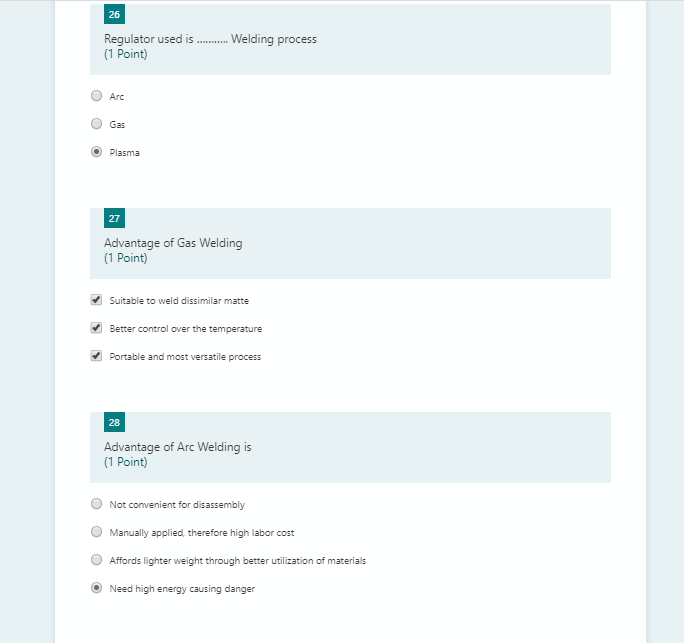 26
Regulator used is ........... Welding process
(1 Point)
Arc
Gas
Plasma
27
Advantage of Gas Welding
(1 Point)
Suitable to weld dissimilar matte
Better control over the temperature
Portable and most versatile process
28
Advantage of Arc Welding is
(1 Point)
Not convenient for disassembly
Manually applied, therefore high labor cost
Affords lighter weight through better utilization of materials
Need high energy causing danger